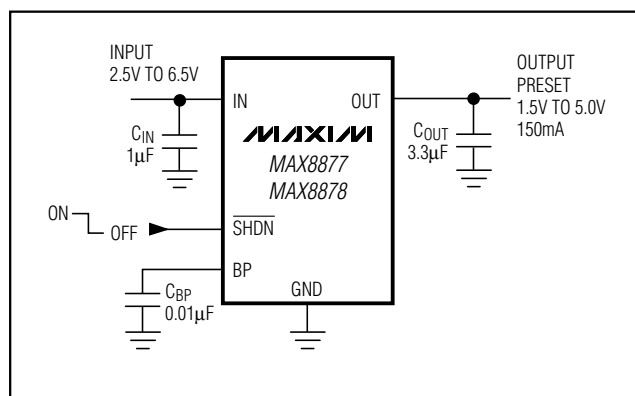 INPUT
2.5V TO 6.5V
IN
OUT
OUTPUT
PRESET
1.5V TO 5.0V
150mA
CIN
1µF
MAXIM
MAX8877
MAX8878
COUT
3.3µF
ON
OFF
SHDN
BP
CBP
0.01µF
GND